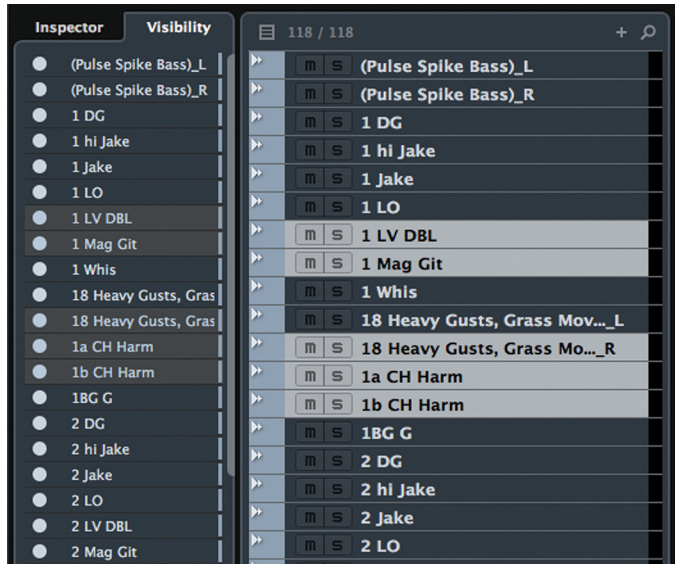 Inspector
Visibility
(Pulse Spike Bass)_L
(Pulse Spike Bass)_R
1 DG
1 hi Jake
1 Jake
1 LO
1 LV DBL
1 Mag Git
1 Whis
18 Heavy Gusts, Gras
18 Heavy Gusts, Gras
1a CH Harm
1b CH Harm
1BG G
2 DG
2 hi Jake
2 Jake
2 LO
2 LV DBL
2 Mag Git
118 / 118
m S (Pulse Spike Bass)_L
m S (Pulse Spike Bass)_R
m S 1 DG
m S 1 hi Jake
m S 1 Jake
m S 1 LO
m S 1 LV DBL
m S 1 Mag Git
m S 1 Whis
m S 18 Heavy Gusts, Grass Mov..._L
m S 18 Heavy Gusts, Grass Mo..._R
m S 1a CH Harm
m S 1b CH Harm
m S 1BG G
m S 2 DG
m S 2 hi Jake
m S 2 Jake
m S 2 LO